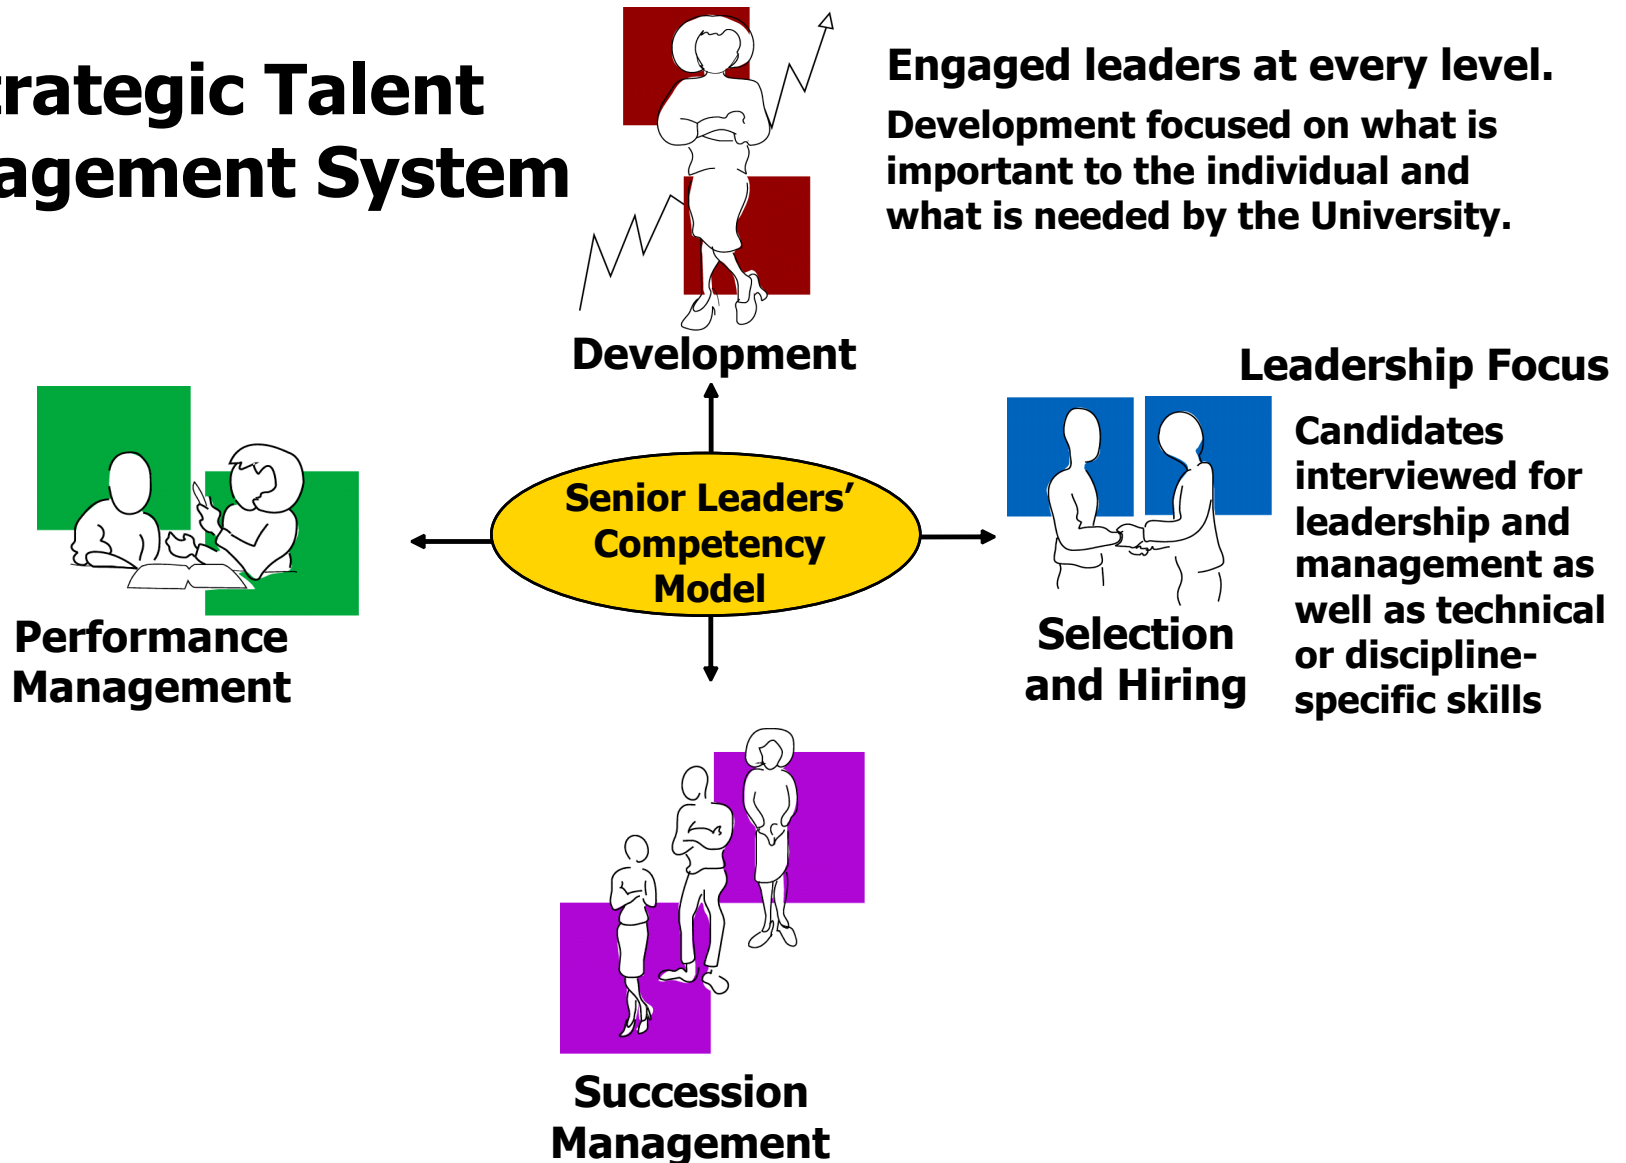 rategic Talent
agement System
Engaged leaders at every level.
Development focused on what is
important to the individual and
what is needed by the University.
Development
Leadership Focus
Candidates
interviewed for
leadership and
management as
well as technical
or discipline-
specific skills
Senior Leaders’
Competency
Model
Performance
Management
Selection
and Hiring
Succession
Management